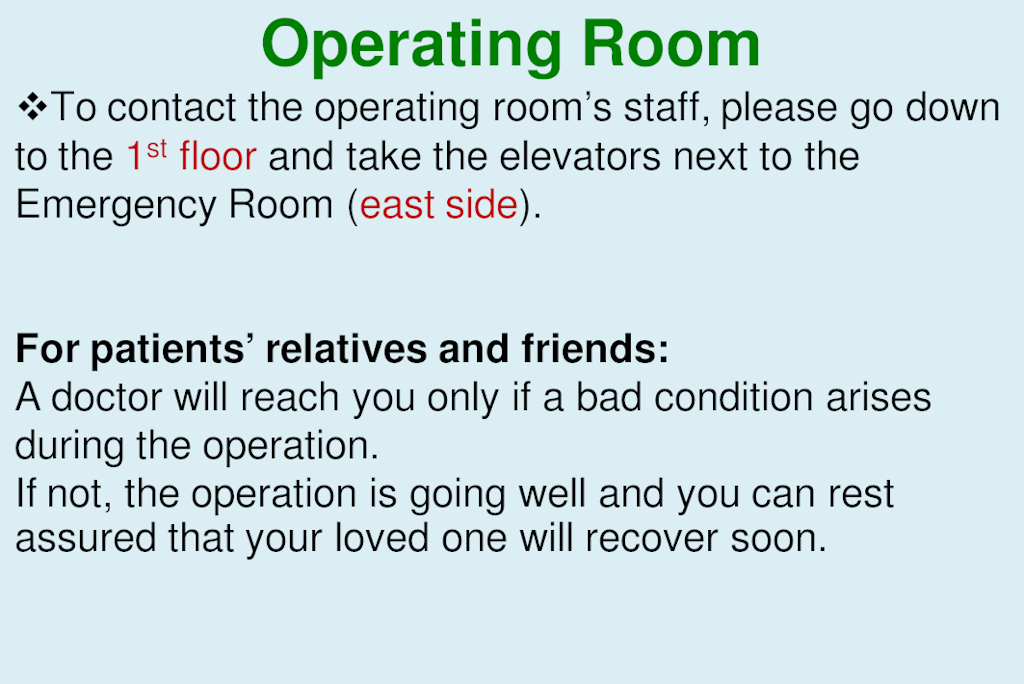 Operating Room
❖To contact the operating room’s staff, please go down
to the 1st floor and take the elevators next to the
Emergency Room (east side).
For patients’ relatives and friends:
A doctor will reach you only if a bad condition arises
during the operation.
If not, the operation is going well and you can rest
assured that your loved one will recover soon.